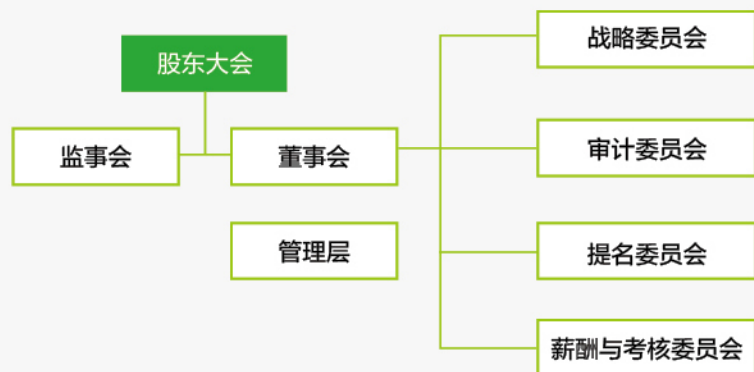 股东大会
监事会
董事会
管理层
战略委员会
审计委员会
提名委员会
薪酬与考核委员会